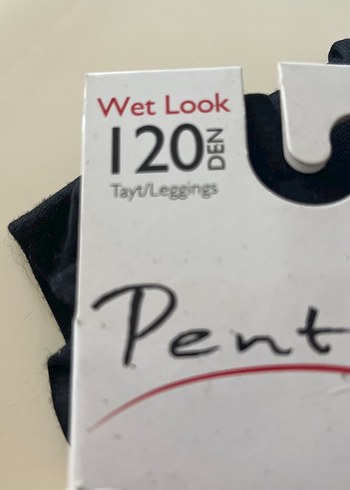 Wet Look
120 DEN
Tayt/Leggings
Pent